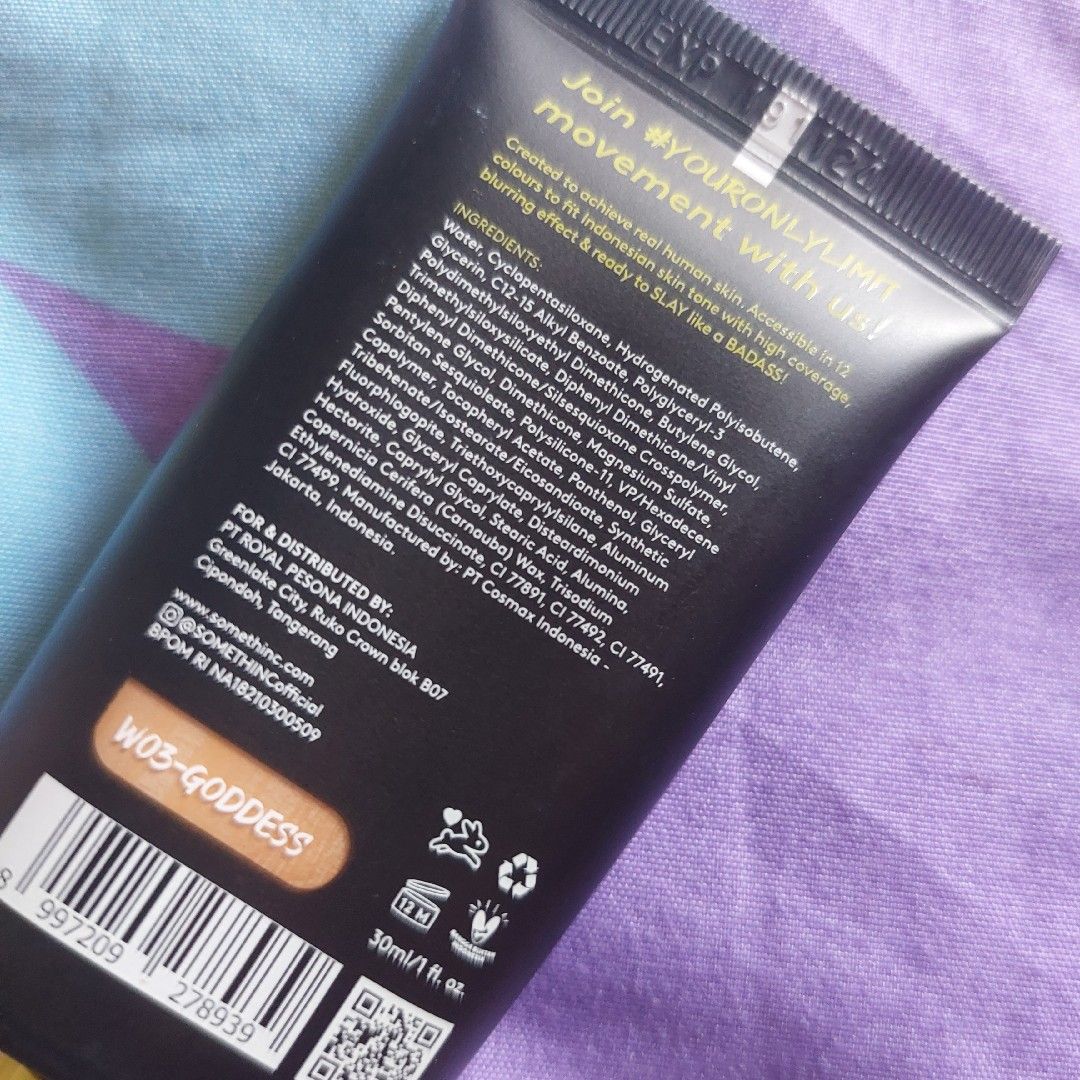 EXP
Join #YOURONLYLIMIT
movement with us!
Created to achieve real human skin. Accessible in 12
colours to fit Indonesian skin tone with high coverage,
blurring effect & ready to SLAY like a BADASS!
INGREDIENTS:
Water, Cyclopentasiloxane, Hydrogenated Polyisobutene,
Glycerin, C12-15 Alkyl Benzoate, Polyglyceryl-3
Polydimethylsiloxyethyl Dimethicone, Butylene Glycol,
Trimethylsiloxysilicate, Diphenyl Dimethicone/Vinyl
Diphenyl Dimethicone/Silsesquioxane Crosspolymer,
Pentylene Glycol, Dimethicone, Magnesium Sulfate,
Sorbitan Sesquioleate, Polysilicone-11, VP/Hexadecene
Copolymer, Tocopheryl Acetate, Panthenol, Glyceryl
Tribehenate/Isostearate/Eicosandioate, Synthetic
Fluorphlogopite, Triethoxycaprylylsilane, Aluminum
Hydroxide, Glyceryl Caprylate, Disteardimonium
Hectorite, Caprylyl Glycol, Stearic Acid, Alumina,
Copernicia Cerifera (Carnauba) Wax, Trisodium
Ethylenediamine Dsuccinate, CI 77891, CI 77492, CI 77491,
CI 77499, Manufactured by: PT Cosmax Indonesia -
Jakarta, Indonesia.
FOR & DISTRIBUTED BY:
PT ROYAL PESONA INDONESIA
Greenlake City, Ruko Crown blok B07
Cipondoh, Tangerang
www.somethinc.com
@SOMETHINCofficial
BPOM RI NA18210300509
W03-GODDESS
12 M
30ml/1 fl. oz.
8 997209 278939